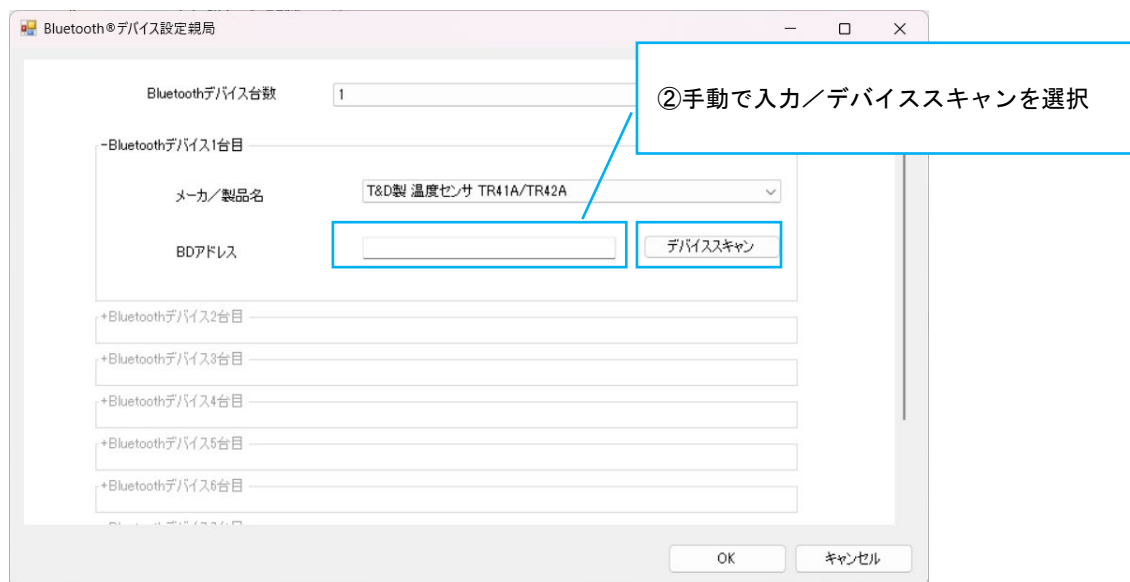 Bluetooth®デバイス設定親局
Bluetoothデバイス台数
1
②手動で入力／デバイススキャンを選択
-Bluetoothデバイス1台目
メーカ／製品名
T&D製 温度センサ TR41A/TR42A
BDアドレス
デバイススキャン
+Bluetoothデバイス2台目
+Bluetoothデバイス3台目
+Bluetoothデバイス4台目
+Bluetoothデバイス5台目
+Bluetoothデバイス6台目
OK
キャンセル